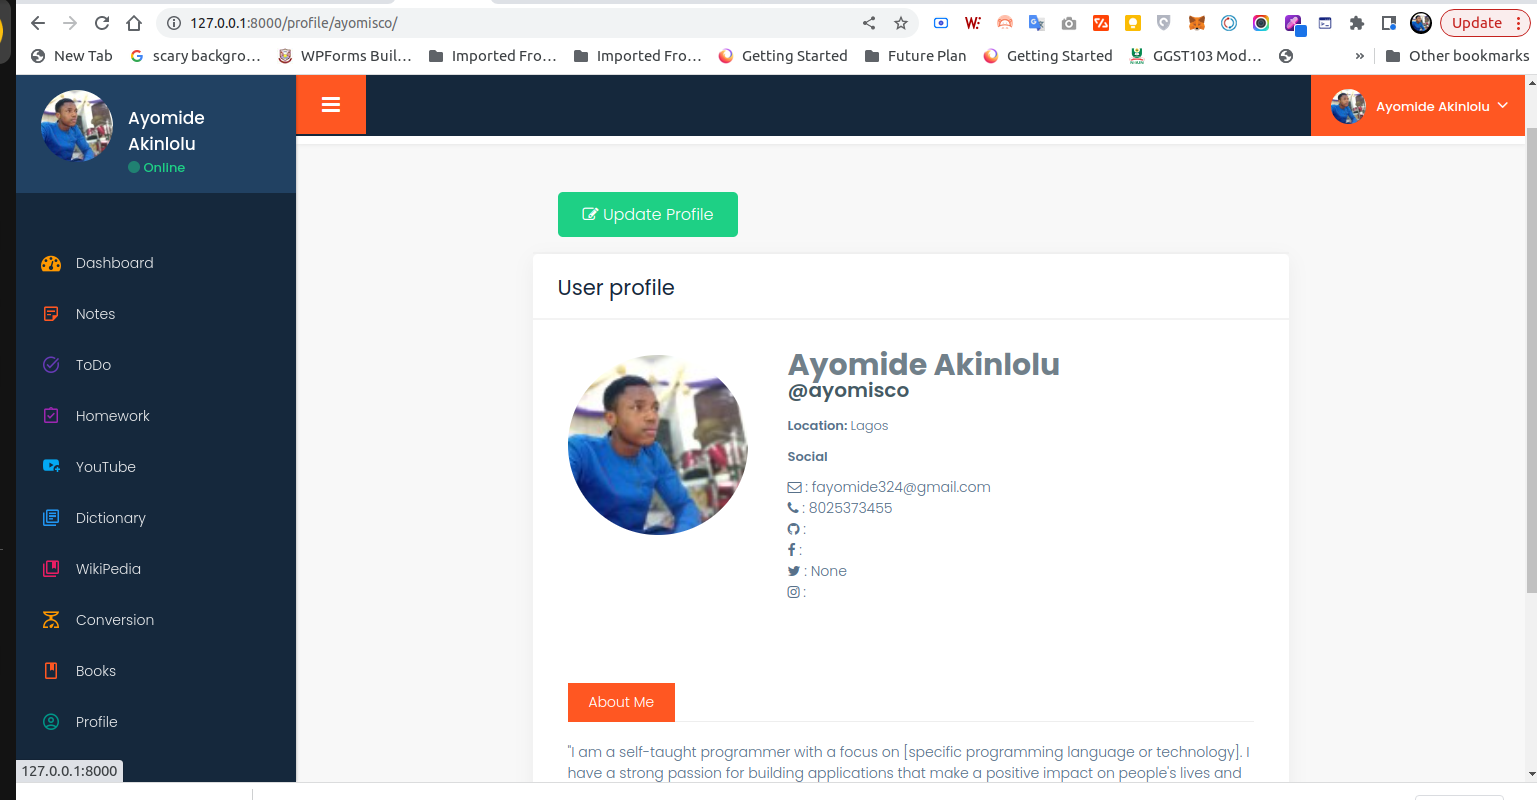 127.0.0.1:8000/profile/ayomisco/
Update
New Tab
scary backgro...
WPForms Buil...
Imported Fro...
Imported Fro...
Getting Started
Future Plan
Getting Started
GGST103 Mod...
»
Other bookmarks
Ayomide
Akinlolu
Online
Ayomide Akinlolu
Update Profile
Dashboard
Notes
ToDo
Homework
YouTube
Dictionary
WikiPedia
Conversion
Books
Profile
User profile
Ayomide Akinlolu
@ayomisco
Location: Lagos
Social
: fayomide324@gmail.com
: 8025373455
:
:
: None
:
About Me
"I am a self-taught programmer with a focus on [specific programming language or technology]. I
have a strong passion for building applications that make a positive impact on people's lives and
127.0.0.1:8000